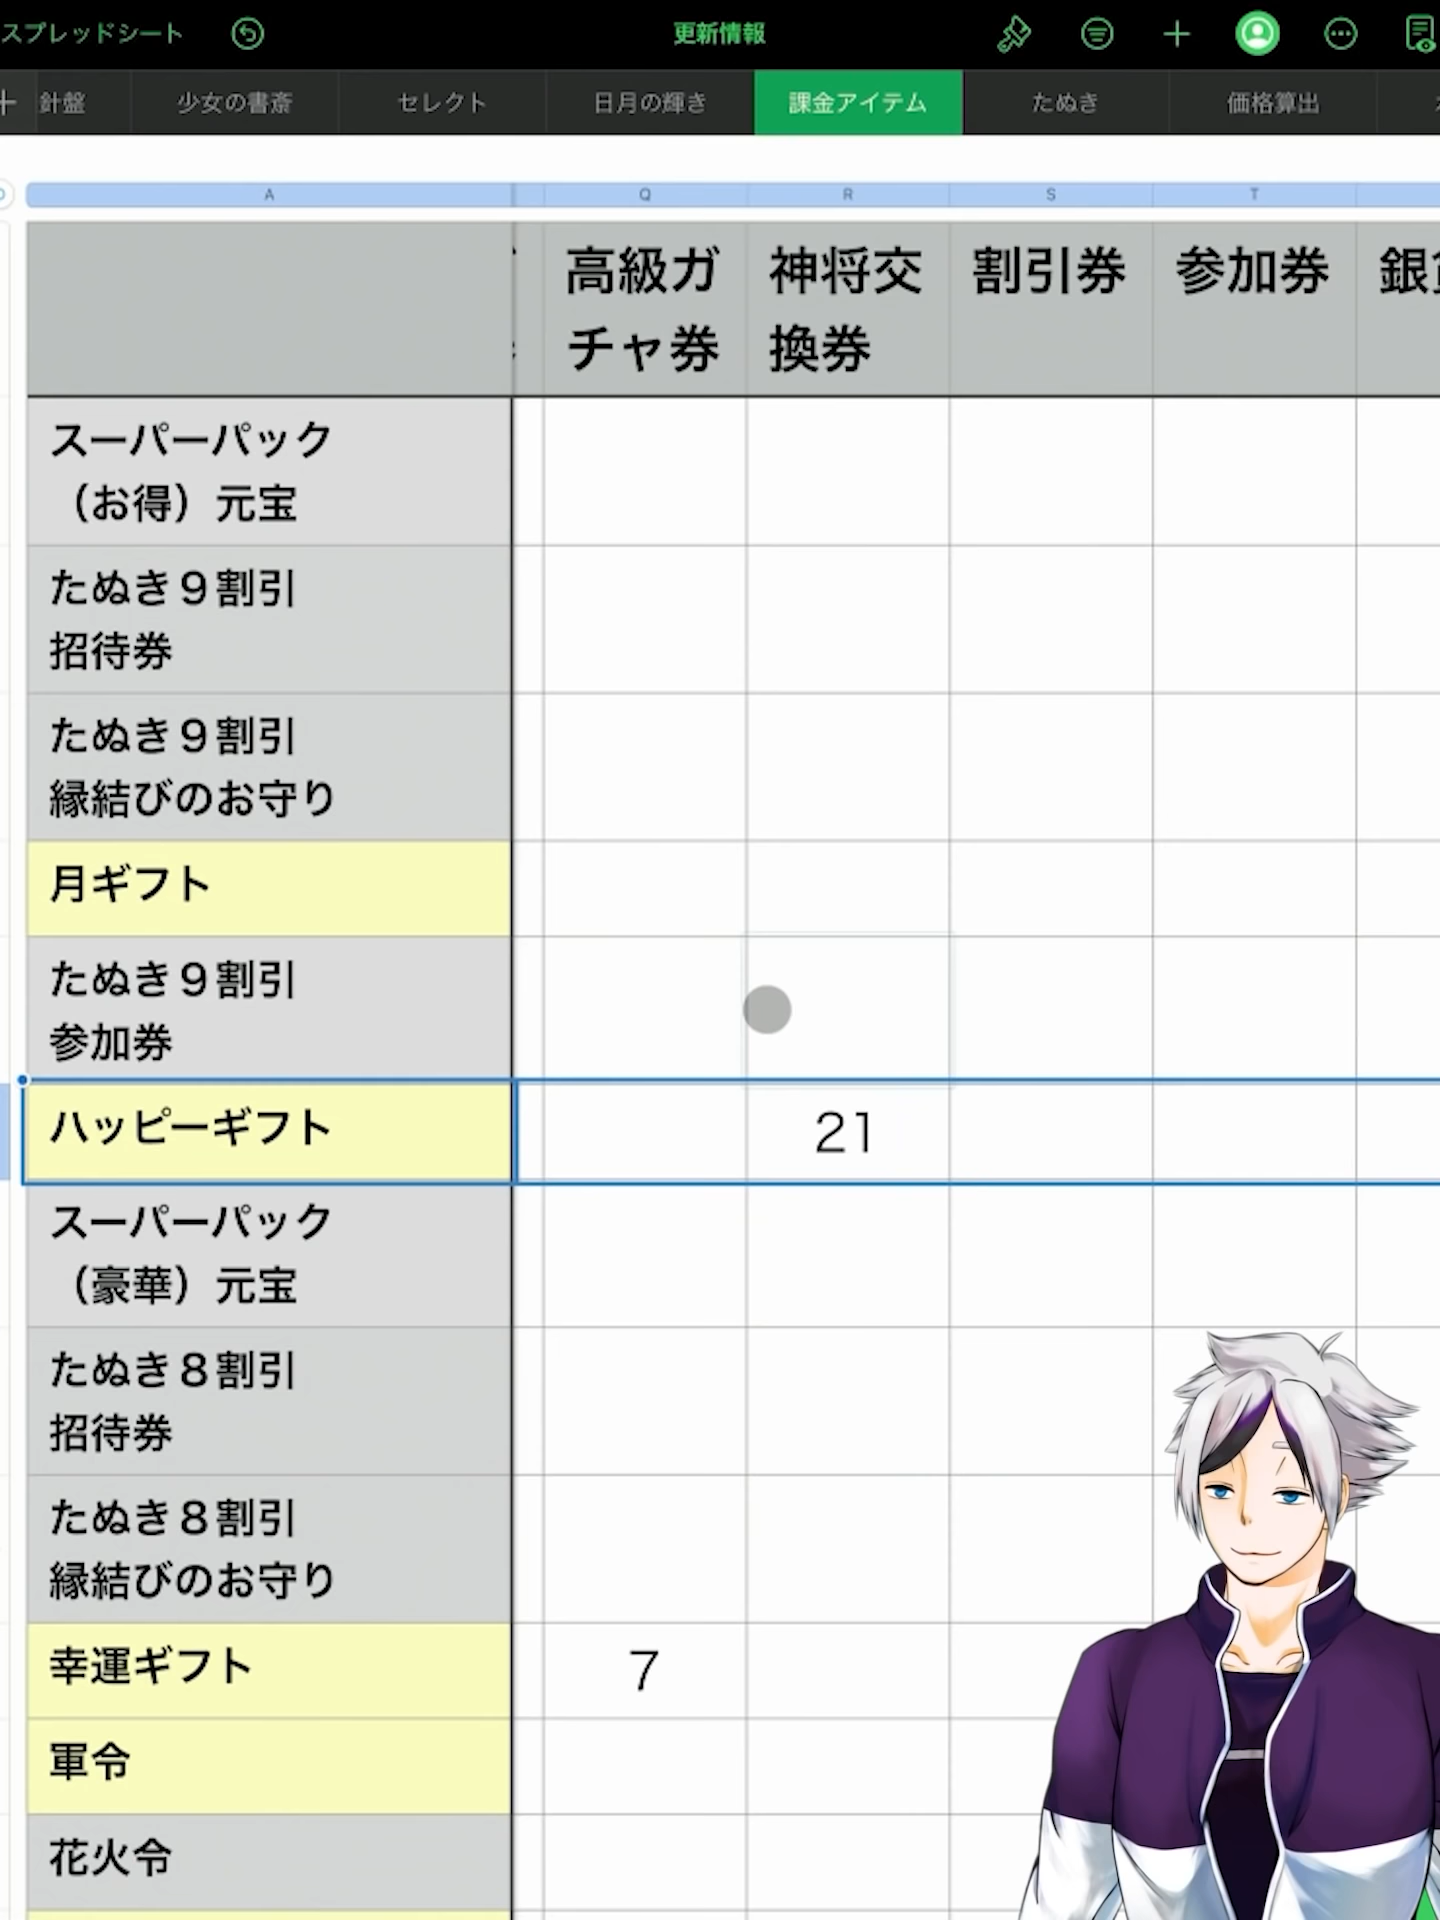 スプレッドシート
更新情報
針盤
少女の書斎
セレクト
日月の輝き
課金アイテム
たぬき
価格算出
A
Q
R
S
T
高級ガ
チャ券
神将交
換券
割引券
参加券
スーパーパック
（お得）元宝
たぬき９割引
招待券
たぬき９割引
縁結びのお守り
月ギフト
たぬき９割引
参加券
ハッピーギフト
21
スーパーパック
（豪華）元宝
たぬき８割引
招待券
たぬき８割引
縁結びのお守り
幸運ギフト
7
軍令
花火令